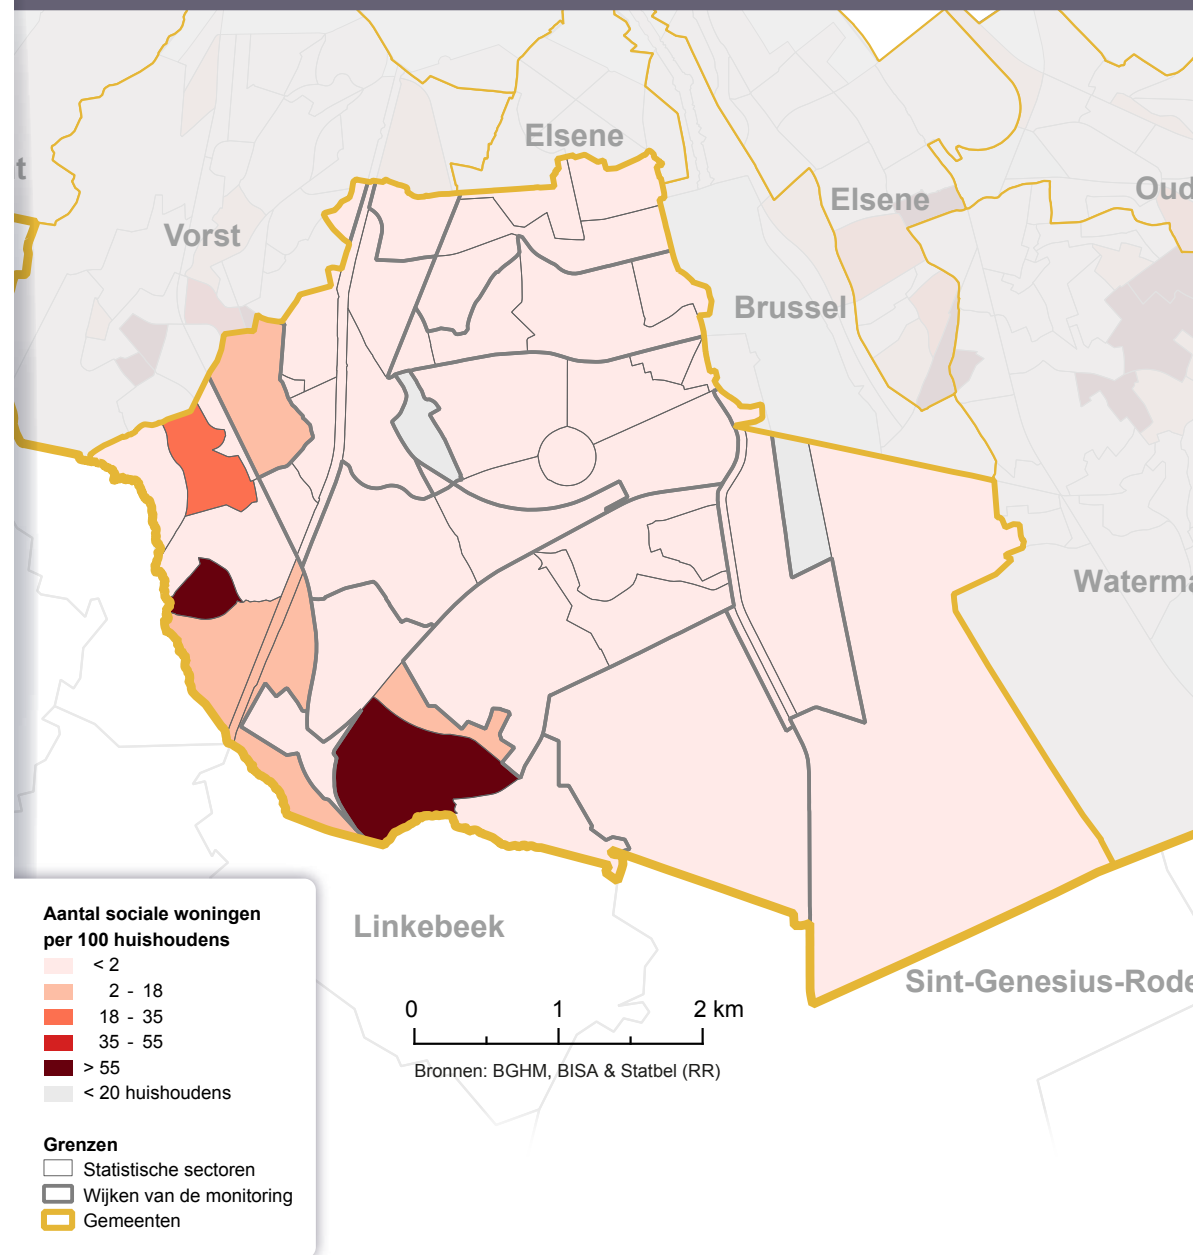 Elsene
t
Elsene
Oud
Vorst
Brussel
Waterma
Linkebeek
Sint-Genesius-Rode
Aantal sociale woningen
per 100 huishoudens
< 2
2 - 18
18 - 35
35 - 55
> 55
< 20 huishoudens
Grenzen
Statistische sectoren
Wijken van de monitoring
Gemeenten
0 1 2 km
Bronnen: BGHM, BISA & Statbel (RR)